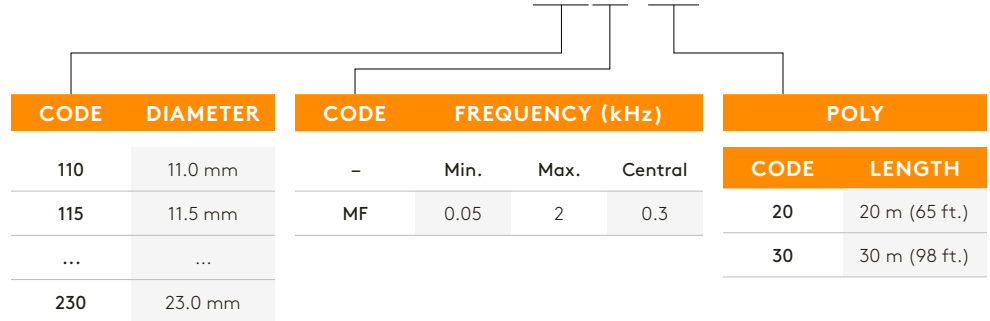 CODE DIAMETER
110 11.0 mm
115 11.5 mm
... ...
230 23.0 mm
CODE FREQUENCY (kHz)
– Min. Max. Central
MF 0.05 2 0.3
POLY
CODE LENGTH
20 20 m (65 ft.)
30 30 m (98 ft.)